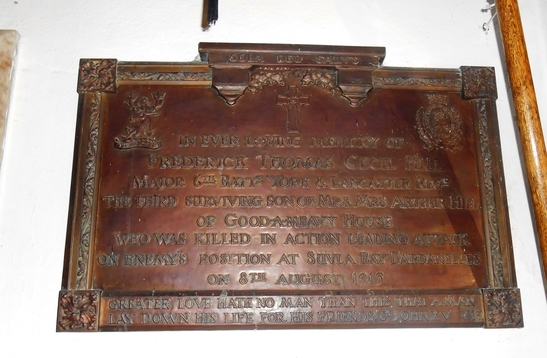 IN EVER LOVING MEMORY OF
FREDERICK THOMAS CECIL HILL
MAJOR 6TH BATTN YORK & LANCASTER REGT
THE THIRD SURVIVING SON OF MR & MRS ARTHUR HILL
OF GOOD-A-MEAVY HOUSE
WHO WAS KILLED IN ACTION LEADING ATTACK
ON ENEMY'S POSITION AT SUVLA BAY DARDANELLES
ON 8TH AUGUST 1915
GREATER LOVE HATH NO MAN THAN THIS THAT A MAN
LAY DOWN HIS LIFE FOR HIS FRIENDS